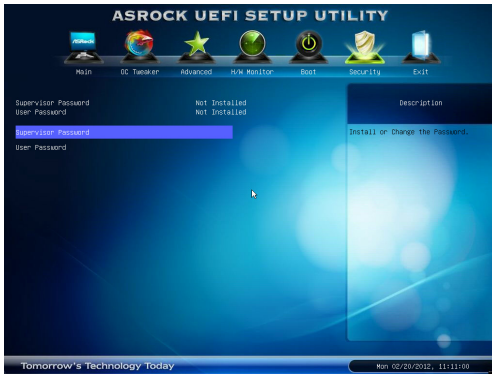 ASROCK UEFI SETUP UTILITY
ASRock
Main OC Tweaker Advanced H/W Monitor Boot Security Exit
Supervisor Password Not Installed
User Password Not Installed
Supervisor Password
User Password
Description
Install or Change the Password.
Tomorrow's Technology Today
Mon 02/20/2012, 11:11:00